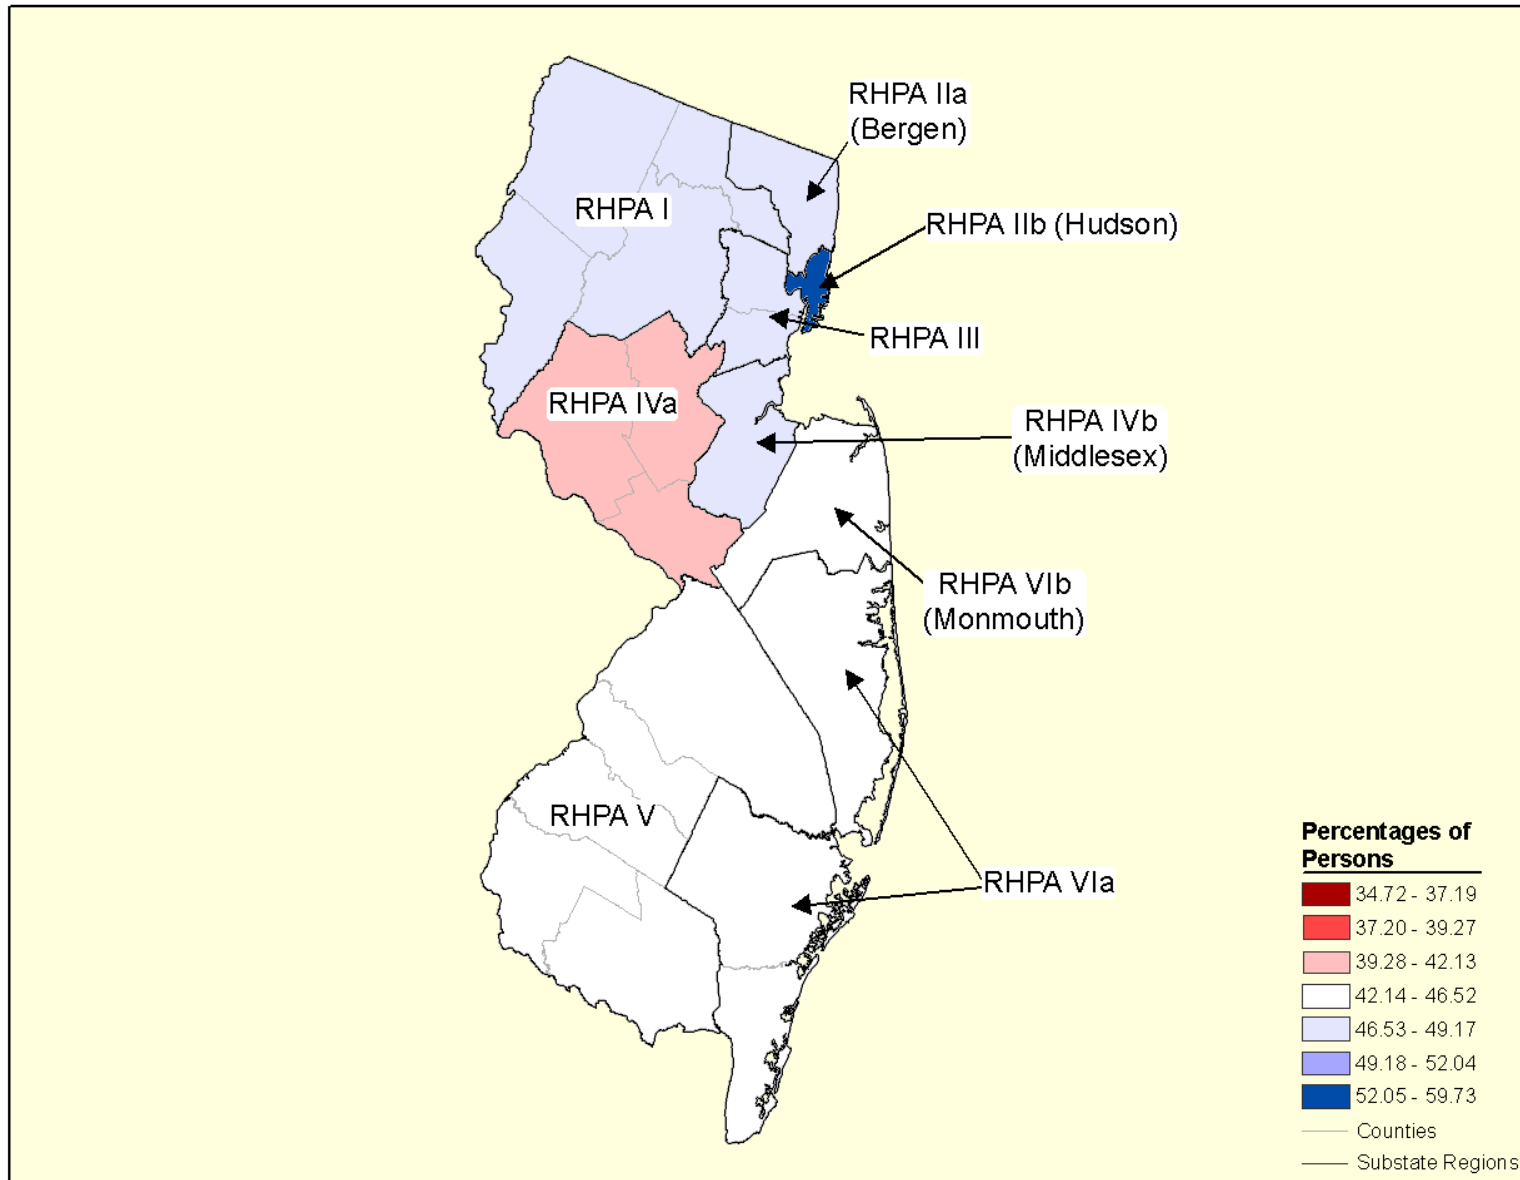 RHPA IIa
(Bergen)
RHPA I
RHPA IIb (Hudson)
RHPA III
RHPA IVa
RHPA IVb
(Middlesex)
RHPA VIb
(Monmouth)
RHPA V
RHPA VIa
Percentages of
Persons
34.72 - 37.19
37.20 - 39.27
39.28 - 42.13
42.14 - 46.52
46.53 - 49.17
49.18 - 52.04
52.05 - 59.73
Counties
Substate Regions